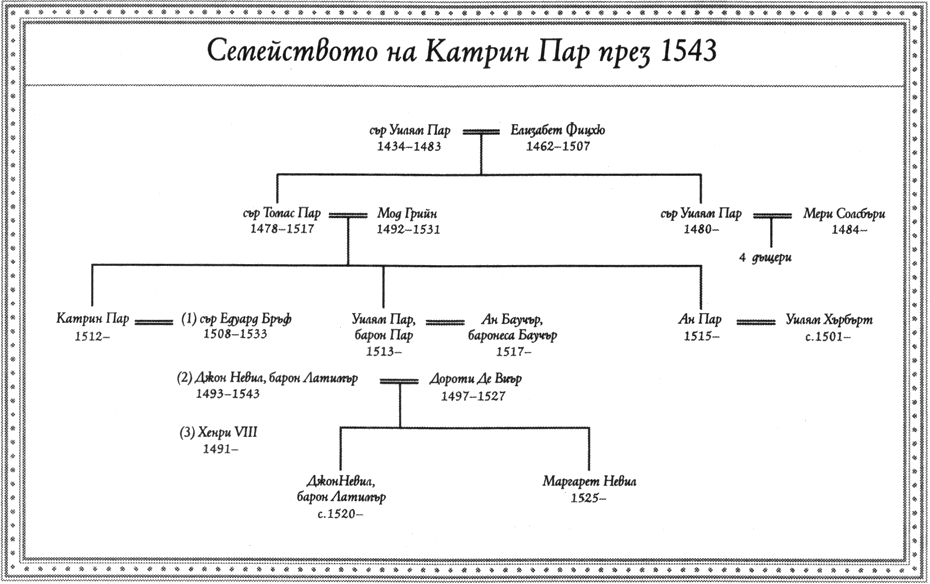 Семейството на Катрин Пар през 1543
сър Уилям Пар
1434–1483
Елизабет Фицхю
1462–1507
сър Томас Пар
1478–1517
Мод Грийн
1492–1531
сър Уилям Пар
1480–
Мери Солсбъри
1484–
4 дъщери
Катрин Пар
1512–
(1) сър Едуард Бръф
1508–1533
Уилям Пар,
барон Пар
1513–
Ан Баучър,
баронеса Баучър
1517–
Ан Пар
1515–
Уилям Хърбърт
с.1501–
(2) Джон Невил, барон Латимър
1493–1543
Дороти Де Виър
1497–1527
(3) Хенри VIII
1491–
ДжонНевил,
барон Латимър
с.1520–
Маргарет Невил
1525–